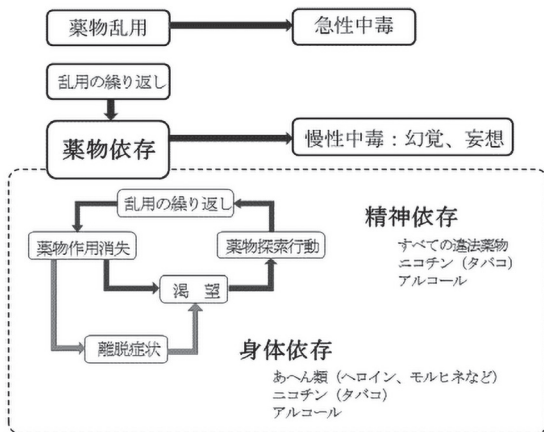 薬物乱用
急性中毒
乱用の繰り返し
薬物依存
慢性中毒:幻覚、妄想
乱用の繰り返し
精神依存
すべての違法薬物
ニコチン(タバコ)
アルコール
薬物作用消失
薬物探索行動
渇 望
離脱症状
身体依存
あへん類(ヘロイン、モルヒネなど)
ニコチン(タバコ)
アルコール